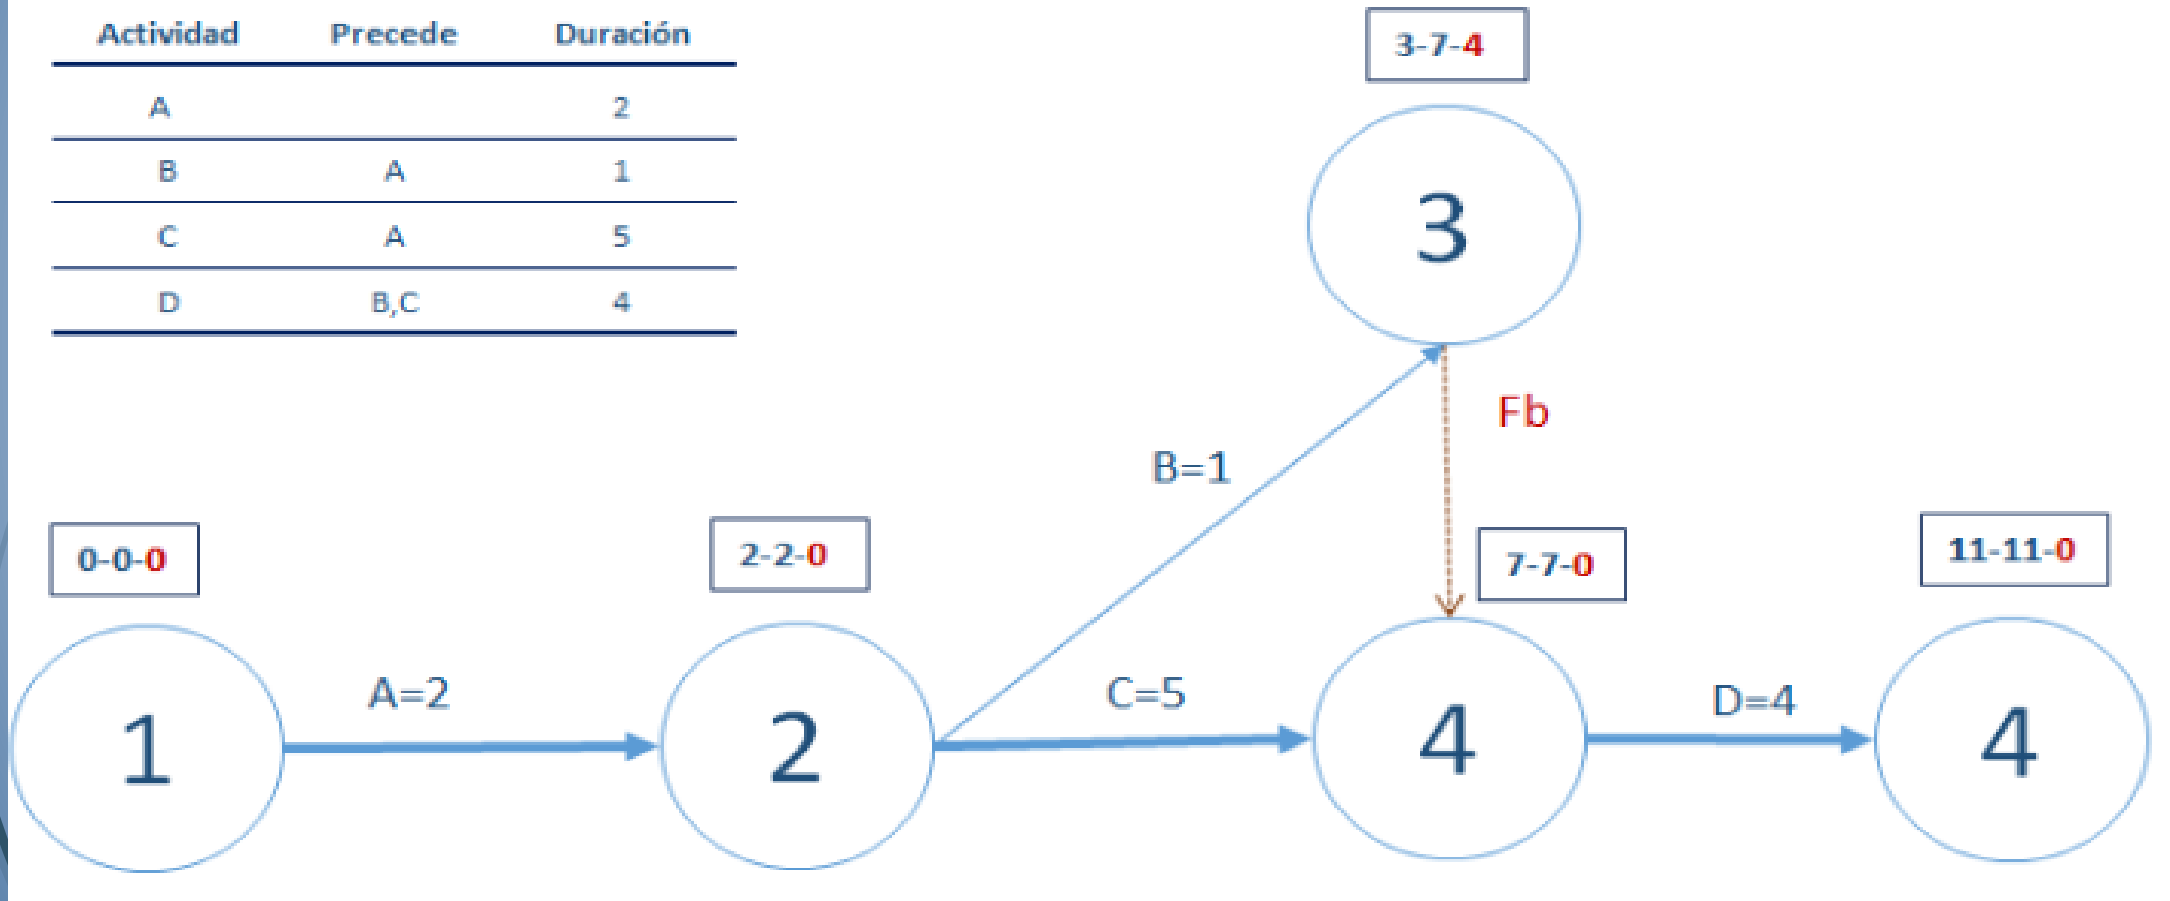 Actividad Precede Duración
A 2
B A 1
C A 5
D B,C 4
3-7-4
3
Fb
B=1
0-0-0
2-2-0
7-7-0
11-11-0
A=2
C=5
D=4
1
2
4
4